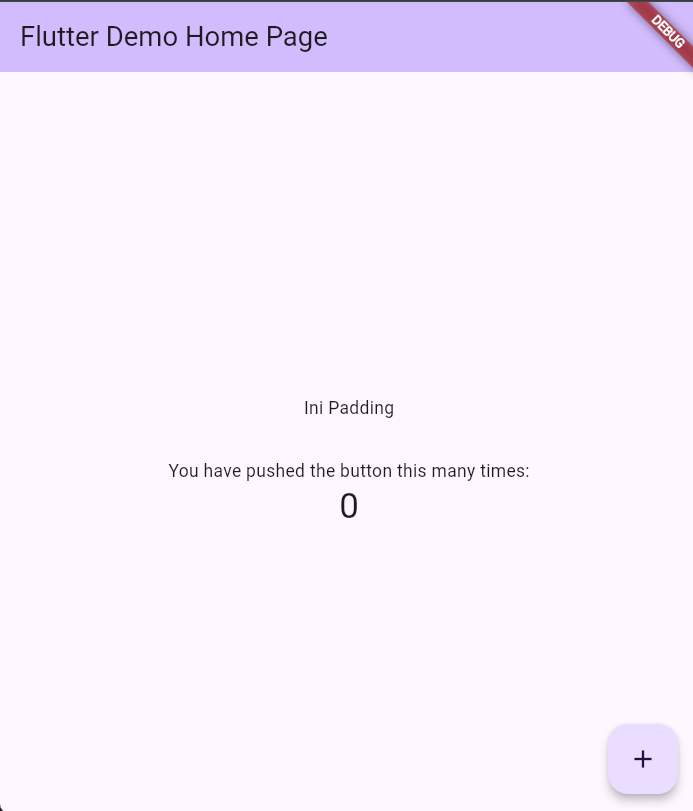 Flutter Demo Home Page
DEBUG
Ini Padding
You have pushed the button this many times:
0
+